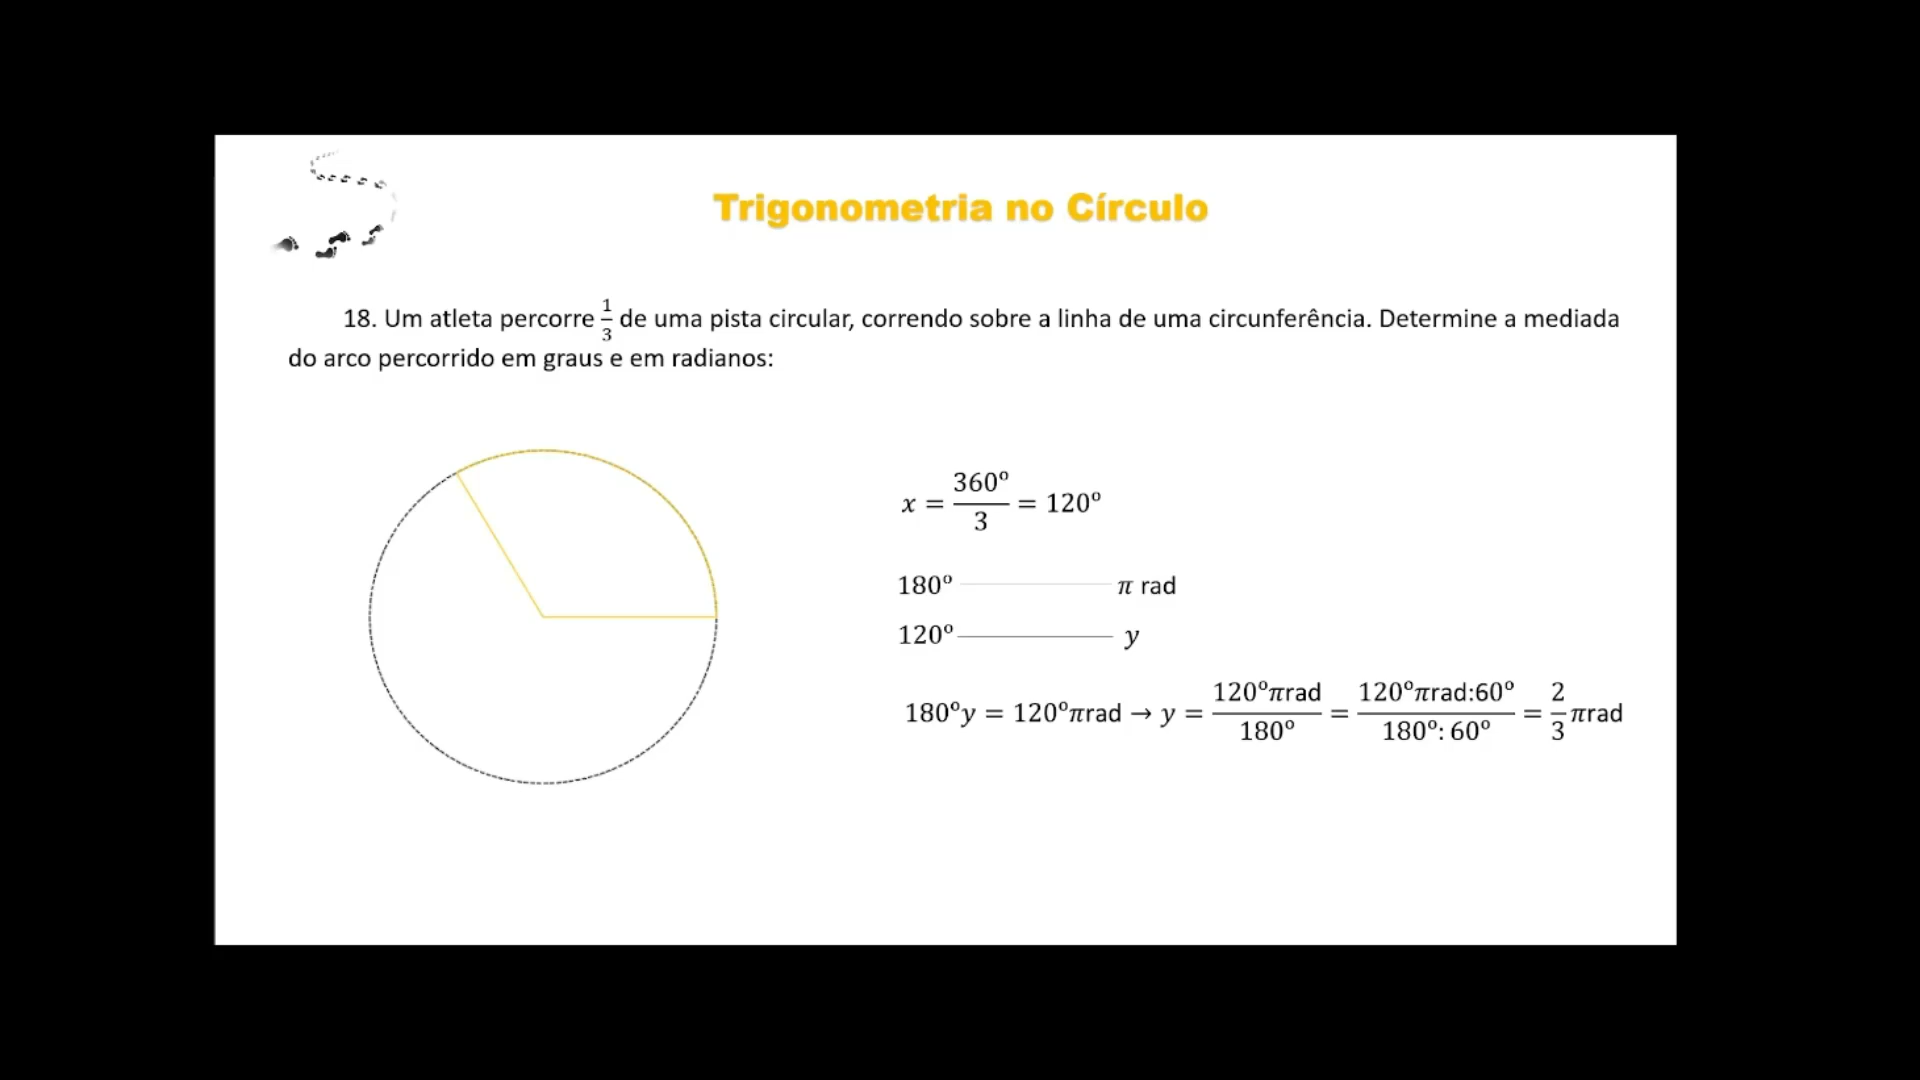 Trigonometria no Círculo
18. Um atleta percorre 1/3 de uma pista circular, correndo sobre a linha de uma circunferência. Determine a mediada
do arco percorrido em graus e em radianos:
x = 360º/3 = 120º
180º π rad
120º y
180ºy = 120ºπrad → y = 120ºπrad/180º = 120ºπrad:60º/180º: 60º = 2/3 πrad